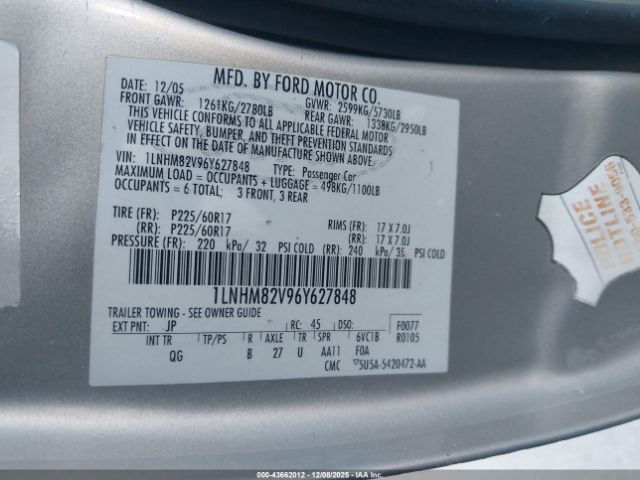 MFD. BY FORD MOTOR CO.
DATE: 12/05 GVWR: 2599KG/5730LB
FRONT GAWR: 1261KG/2780LB REAR GAWR: 1338KG/2950LB
THIS VEHICLE CONFORMS TO ALL APPLICABLE FEDERAL MOTOR
VEHICLE SAFETY, BUMPER, AND THEFT PREVENTION STANDARDS
IN EFFECT ON THE DATE OF MANUFACTURE SHOWN ABOVE.
VIN: 1LNHM82V96Y627848 TYPE: Passenger Car
MAXIMUM LOAD = OCCUPANTS + LUGGAGE = 498KG/1100LB
OCCUPANTS = 6 TOTAL: 3 FRONT, 3 REAR
TIRE (FR): P225/60R17 RIMS (FR): 17 X 7.0J
(RR): P225/60R17 (RR): 17 X 7.0J
PRESSURE (FR): 220 kPa/ 32 PSI COLD (RR): 240 kPa/ 35 PSI COLD
1LNHM82V96Y627848
TRAILER TOWING - SEE OWNER GUIDE
EXT PNT: JP RC: 45 DSO: F0077
INT TR TP/PS R AXLE TR SPR 6VC1B R0105
QG B 27 U AA11 F0A
CMC 5U5A-5420472-AA
POLICE
HOTLINE
000-43662012 - 12/08/2025 - COPART